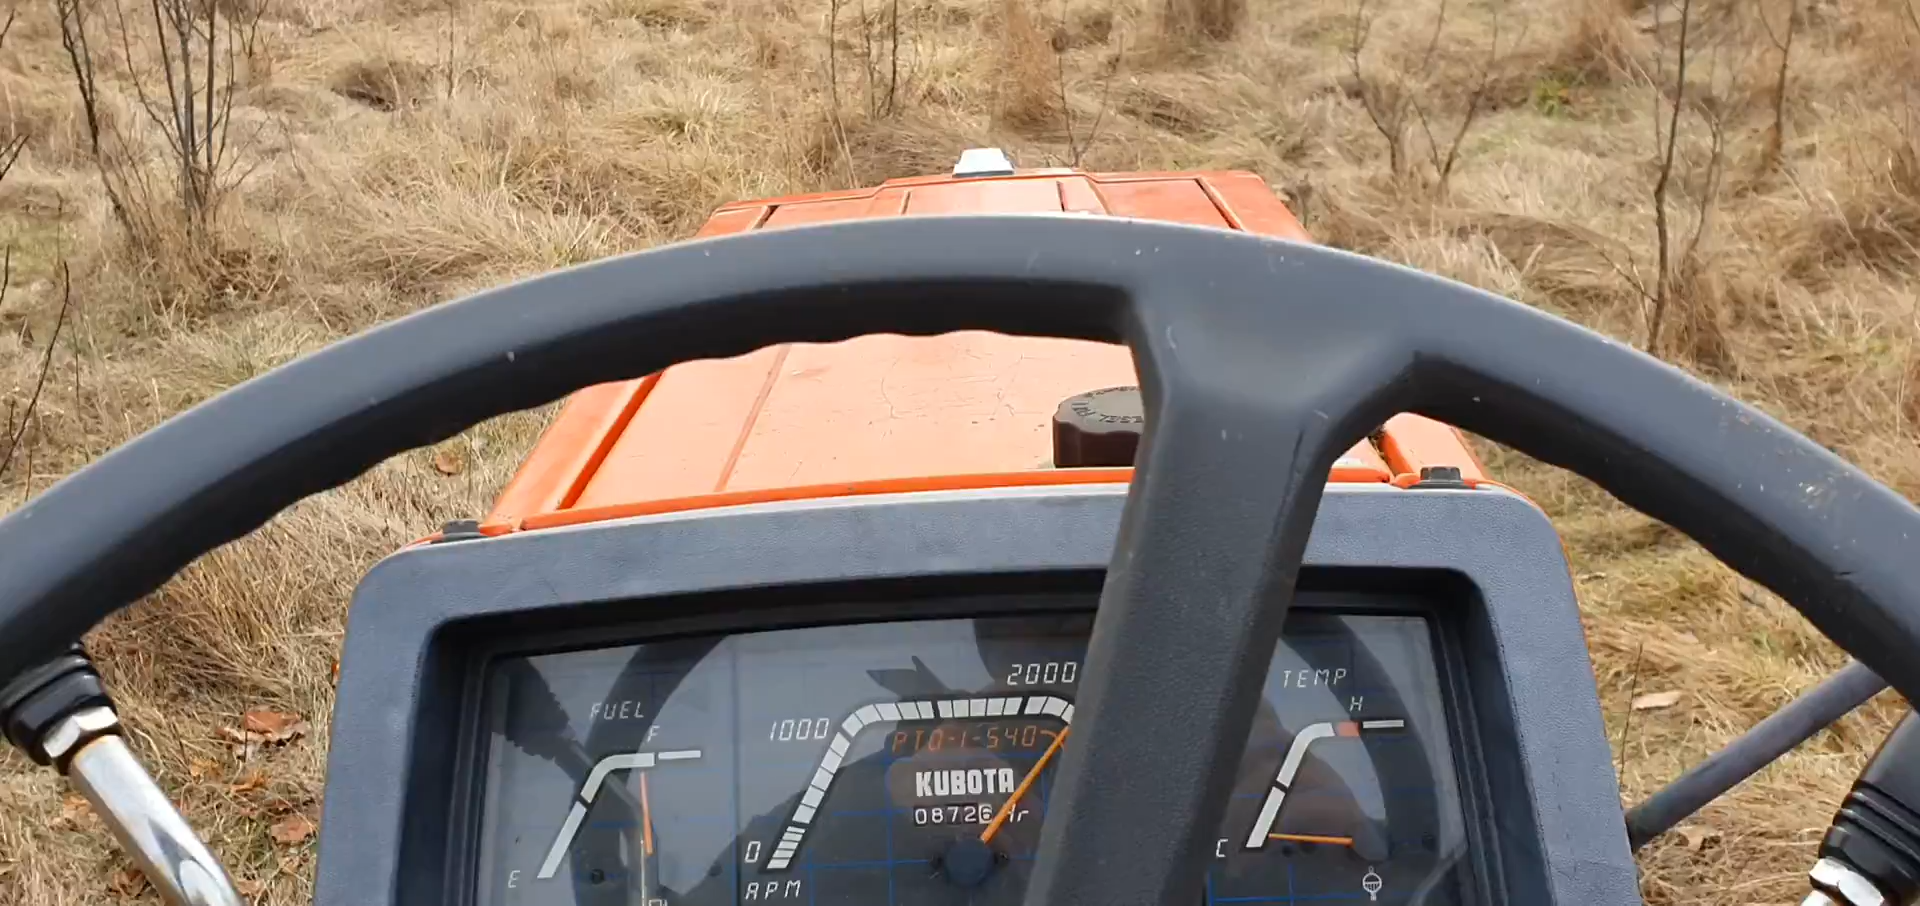 FUEL
F
E
1000
2000
PTO-1-540
KUBOTA
08726 Hr
0
RPM
TEMP
H
C